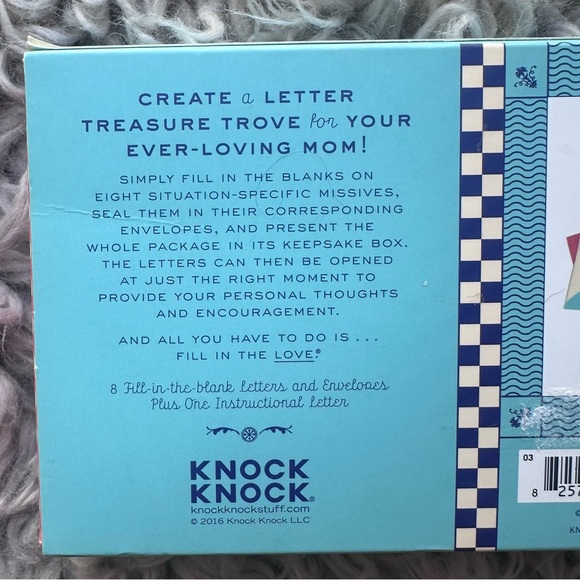 CREATE a LETTER
TREASURE TROVE for YOUR
EVER-LOVING MOM!
SIMPLY FILL IN THE BLANKS ON
EIGHT SITUATION-SPECIFIC MISSIVES,
SEAL THEM IN THEIR CORRESPONDING
ENVELOPES, AND PRESENT THE
WHOLE PACKAGE IN ITS KEEPSAKE BOX.
THE LETTERS CAN THEN BE OPENED
AT JUST THE RIGHT MOMENT TO
PROVIDE YOUR PERSONAL THOUGHTS
AND ENCOURAGEMENT.
AND ALL YOU HAVE TO DO IS ...
FILL IN THE LOVE®
8 Fill-in-the-blank Letters and Envelopes
Plus One Instructional Letter
KNOCK
KNOCK®
knockknockstuff.com
© 2016 Knock Knock LLC
03
8 257
©
KN